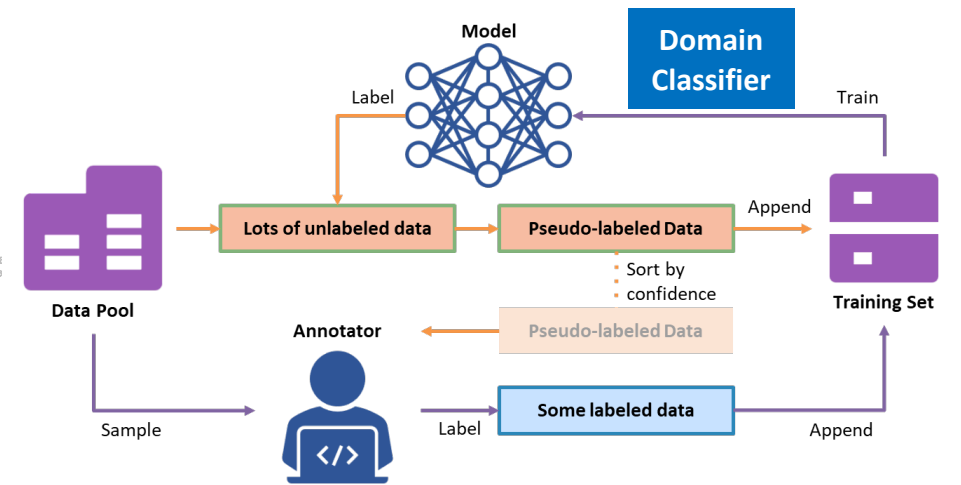 Model
Domain
Classifier
Label
Train
Lots of unlabeled data
Pseudo-labeled Data
Append
Sort by
confidence
Data Pool
Training Set
Annotator
Pseudo-labeled Data
Sample
</>
Label
Some labeled data
Append